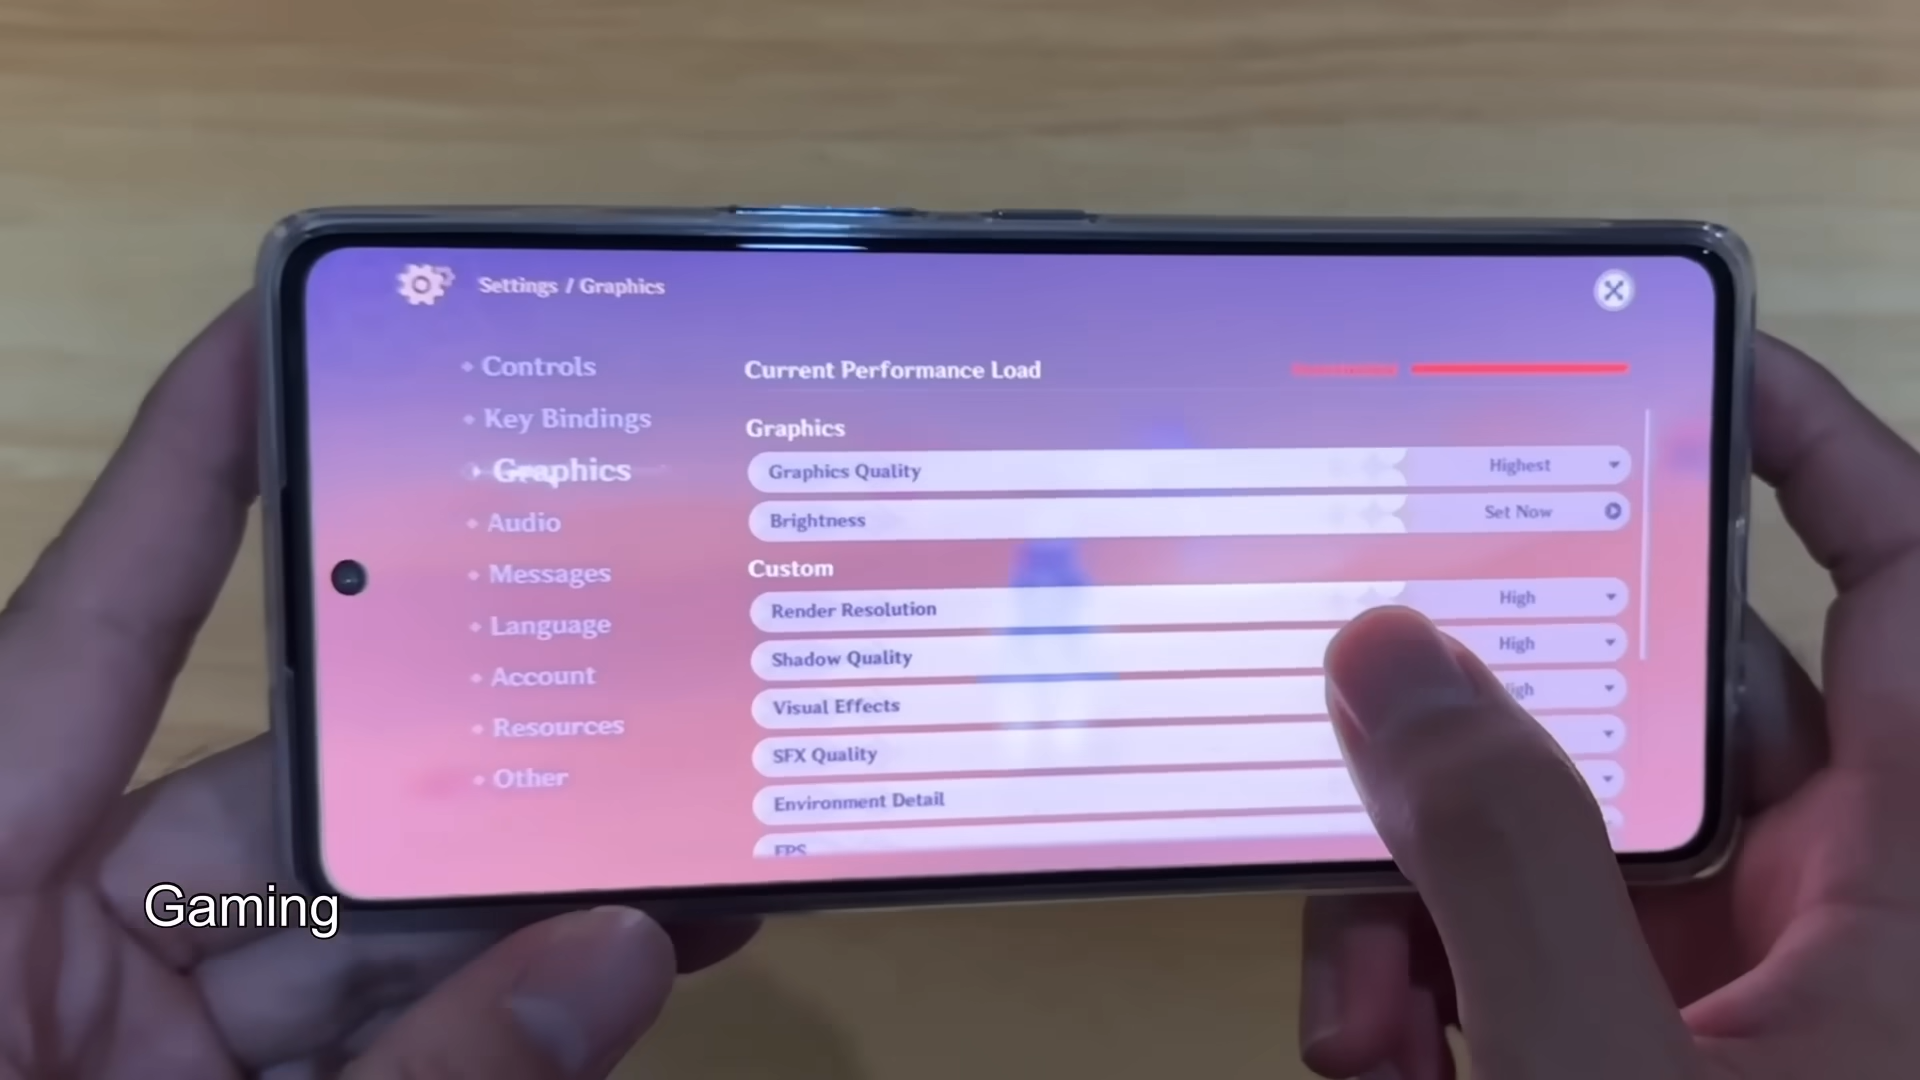 Settings / Graphics
Controls
Key Bindings
Graphics
Audio
Messages
Language
Account
Resources
Other
Current Performance Load
Graphics
Graphics Quality Highest
Brightness Set Now
Custom
Render Resolution High
Shadow Quality High
Visual Effects
SFX Quality
Environment Detail
FPS
Gaming